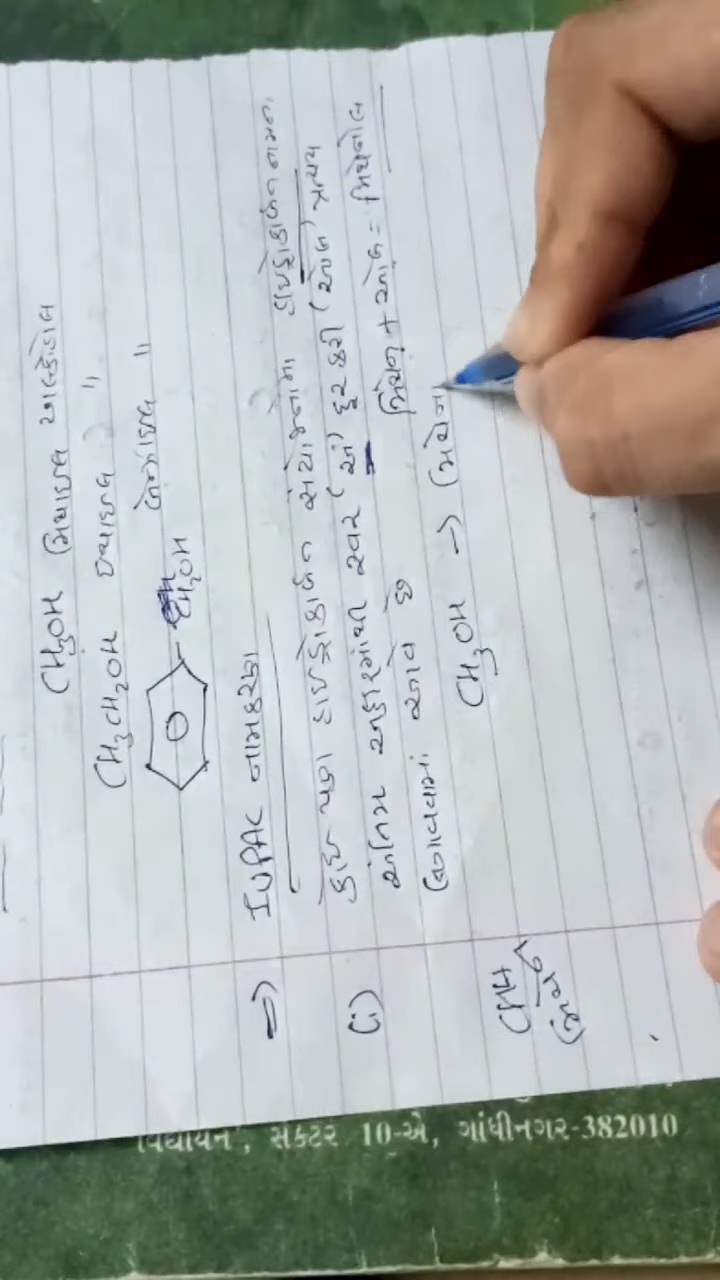 CH₃OH મિથાઇલ આલ્કોહોલ
CH₃CH₂OH ઇથાઇલ "
CH₂OH બેન્ઝાઇલ "
⇒ IUPAC નામકરણ
(i) કોઇ પણ હાઇડ્રોકાર્બન સંયોજનોમાં હાઇડ્રોકાર્બન નામના
અંતિમ અક્ષરમાંથી સ્વર 'અ' દૂર કરી 'ઓલ' પ્રત્યય
લગાવવામાં આવે છે મિથેન + ઓલ = મિથેનોલ
CH₃OH → મિથેના
CH4
મિથેન
વિદ્યાયન', સેક્ટર 10-એ, ગાંધીનગર-382010